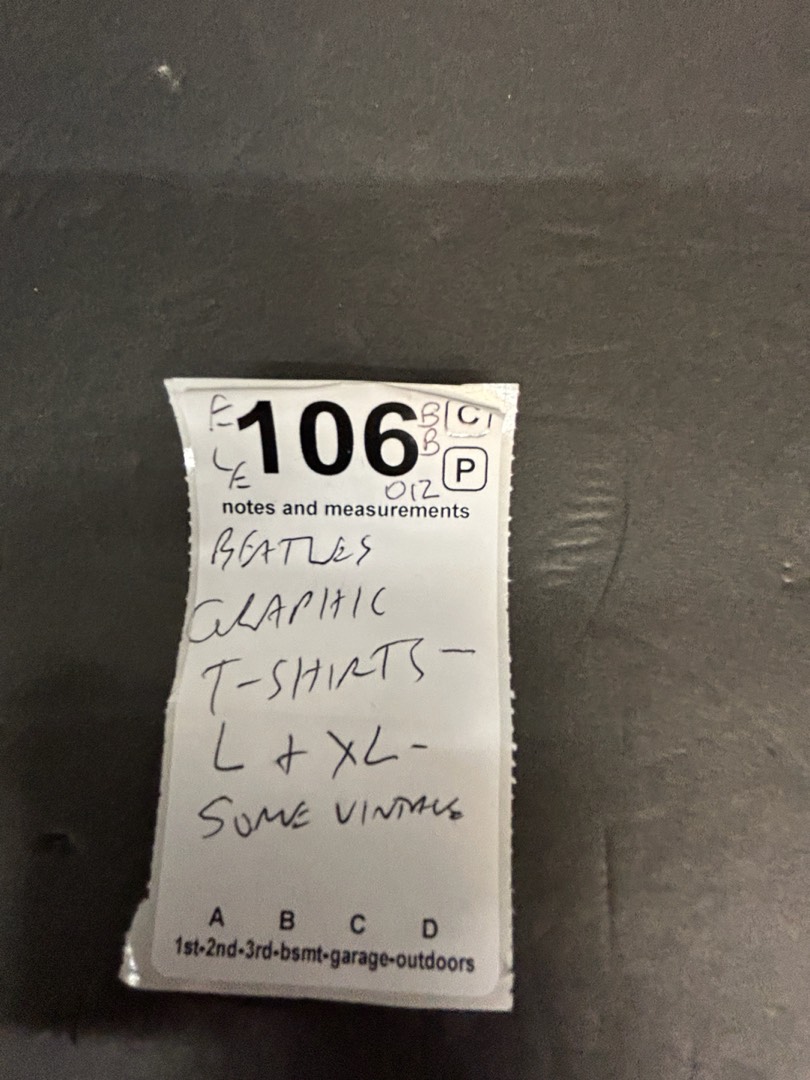 106
C
P
012
notes and measurements
BEATLES
GRAPHIC
T-SHIRTS -
L + XL -
SOME VINTAGE
A B C D
1st-2nd-3rd-bsmt-garage-outdoors